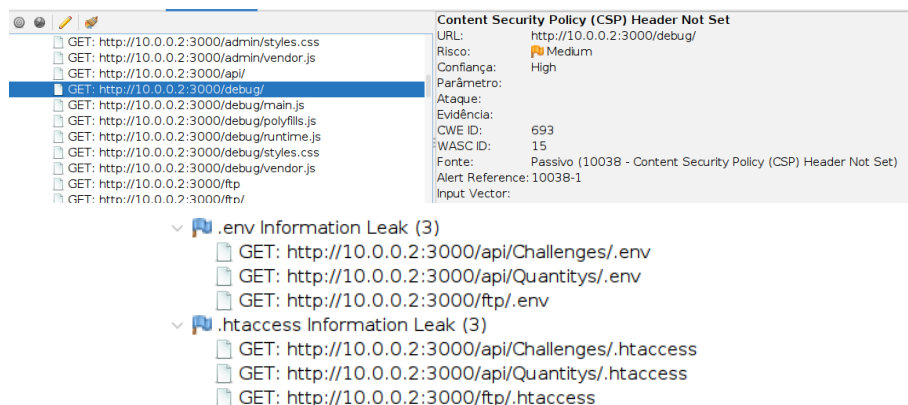 GET: http://10.0.0.2:3000/admin/styles.css
GET: http://10.0.0.2:3000/admin/vendor.js
GET: http://10.0.0.2:3000/api/
GET: http://10.0.0.2:3000/debug/
GET: http://10.0.0.2:3000/debug/main.js
GET: http://10.0.0.2:3000/debug/polyfills.js
GET: http://10.0.0.2:3000/debug/runtime.js
GET: http://10.0.0.2:3000/debug/styles.css
GET: http://10.0.0.2:3000/debug/vendor.js
GET: http://10.0.0.2:3000/ftp
GET: http://10.0.0.2:3000/ftp/
Content Security Policy (CSP) Header Not Set
URL: http://10.0.0.2:3000/debug/
Risco: Medium
Confiança: High
Parâmetro:
Ataque:
Evidência:
CWE ID: 693
WASC ID: 15
Fonte: Passivo (10038 - Content Security Policy (CSP) Header Not Set)
Alert Reference: 10038-1
Input Vector:
.env Information Leak (3)
GET: http://10.0.0.2:3000/api/Challenges/.env
GET: http://10.0.0.2:3000/api/Quantitys/.env
GET: http://10.0.0.2:3000/ftp/.env
.htaccess Information Leak (3)
GET: http://10.0.0.2:3000/api/Challenges/.htaccess
GET: http://10.0.0.2:3000/api/Quantitys/.htaccess
GET: http://10.0.0.2:3000/ftp/.htaccess